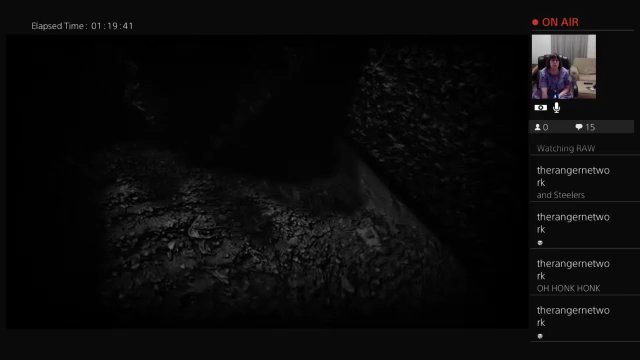 Elapsed Time : 01:19:41
ON AIR
0
15
Watching RAW
therangernetwo
rk
and Steelers
therangernetwo
rk
therangernetwo
rk
OH HONK HONK
therangernetwo
rk